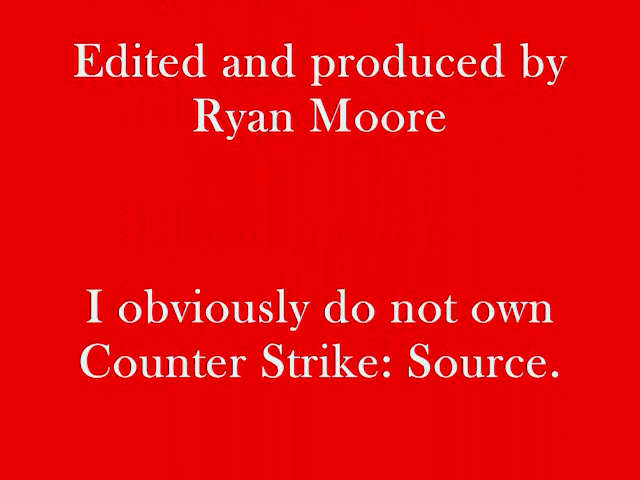 Edited and produced by
Ryan Moore
I obviously do not own
Counter Strike: Source.